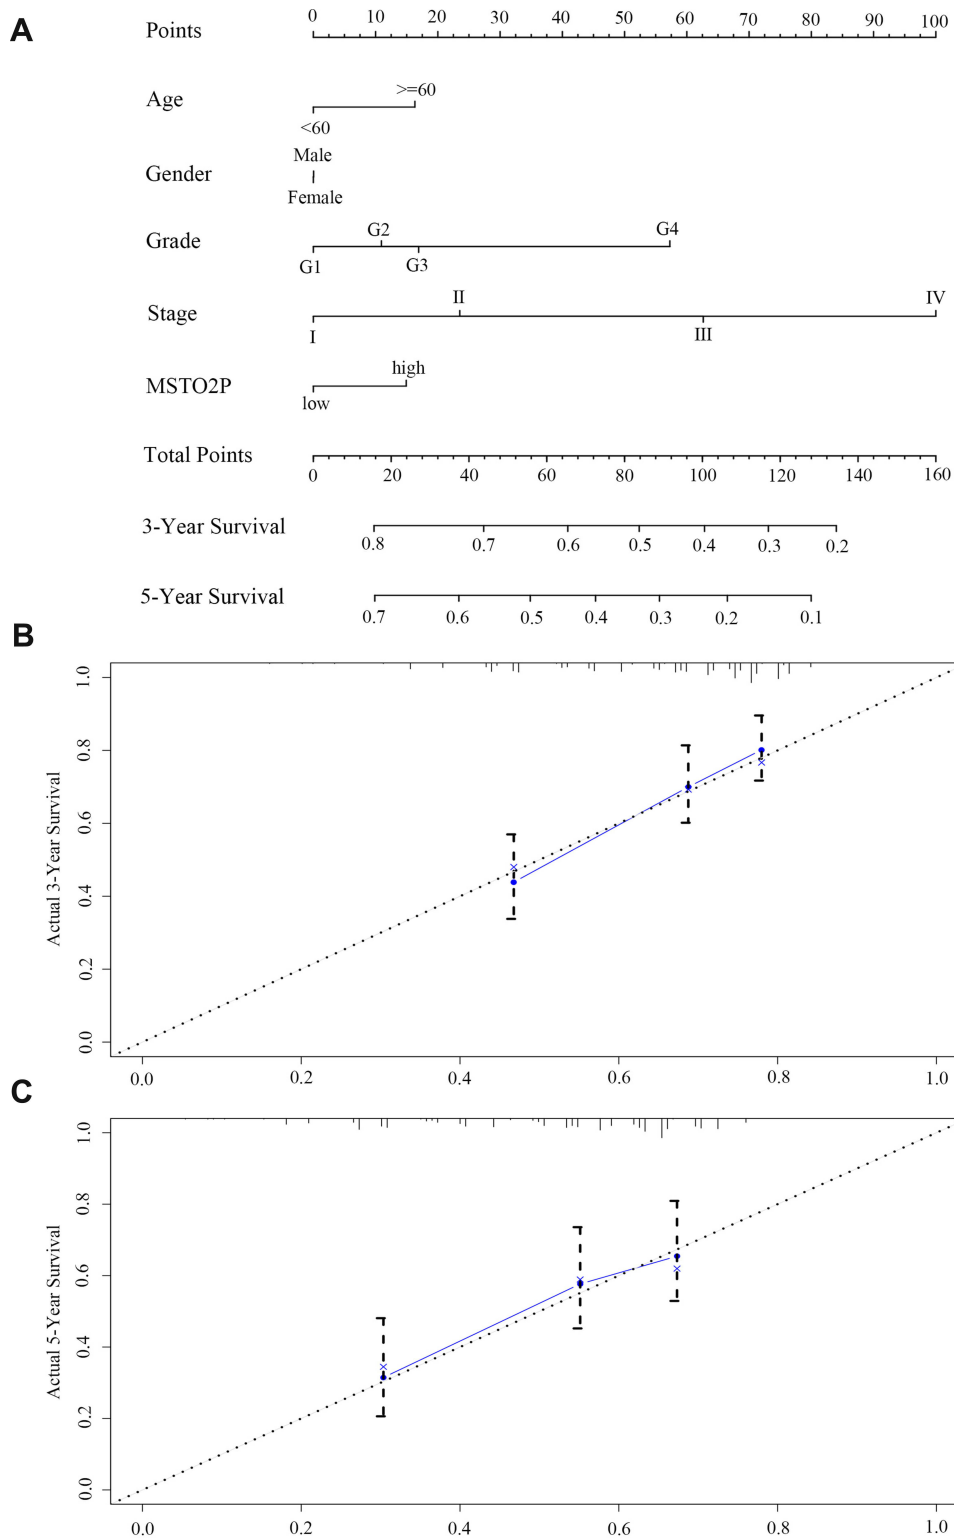 A
Points
0 10 20 30 40 50 60 70 80 90 100
Age
>=60
<60
Male
Gender
Female
G2 G4
Grade
G1 G3
II IV
Stage
I III
high
MSTO2P
low
Total Points
0 20 40 60 80 100 120 140 160
3-Year Survival
0.8 0.7 0.6 0.5 0.4 0.3 0.2
5-Year Survival
0.7 0.6 0.5 0.4 0.3 0.2 0.1
B
Actual 3-Year Survival
1.0
0.8
0.6
0.4
0.2
0.0
0.0 0.2 0.4 0.6 0.8 1.0
C
Actual 5-Year Survival
1.0
0.8
0.6
0.4
0.2
0.0
0.0 0.2 0.4 0.6 0.8 1.0